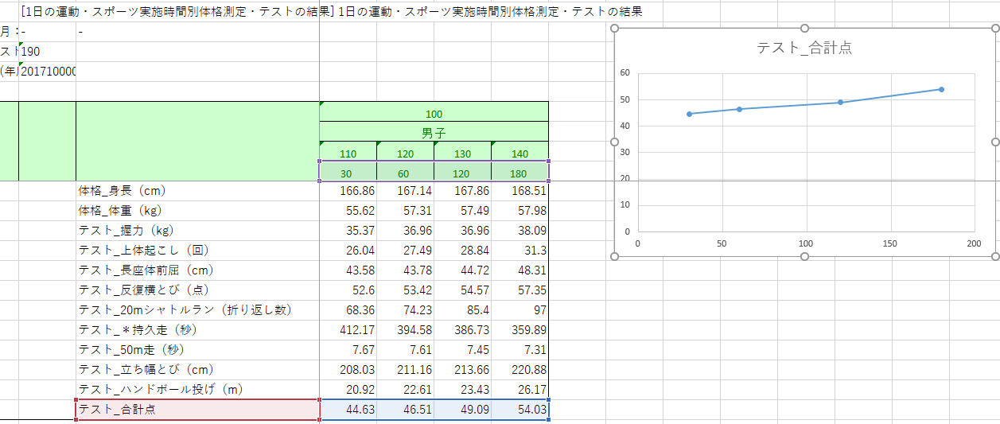 [1日の運動・スポーツ実施時間別体格測定・テストの結果] 1日の運動・スポーツ実施時間別体格測定・テストの結果
月：- -
スト 190
(年) 201710000
100
男子
110 120 130 140
30 60 120 180
体格_身長（cm） 166.86 167.14 167.86 168.51
体格_体重（kg） 55.62 57.31 57.49 57.98
テスト_握力（kg） 35.37 36.96 36.96 38.09
テスト_上体起こし（回） 26.04 27.49 28.84 31.3
テスト_長座体前屈（cm） 43.58 43.78 44.72 48.31
テスト_反復横とび（点） 52.6 53.42 54.57 57.35
テスト_20mシャトルラン（折り返し数） 68.36 74.23 85.4 97
テスト_＊持久走（秒） 412.17 394.58 386.73 359.89
テスト_50m走（秒） 7.67 7.61 7.45 7.31
テスト_立ち幅とび（cm） 208.03 211.16 213.66 220.88
テスト_ハンドボール投げ（m） 20.92 22.61 23.43 26.17
テスト_合計点 44.63 46.51 49.09 54.03
テスト_合計点
60
50
40
30
20
10
0
0 50 100 150 200